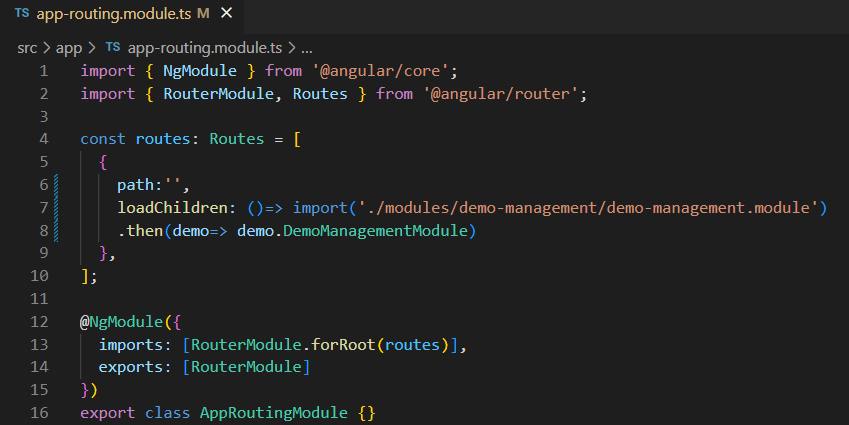 TS app-routing.module.ts M ×
src > app > TS app-routing.module.ts > ...
1 import { NgModule } from '@angular/core';
2 import { RouterModule, Routes } from '@angular/router';
3
4 const routes: Routes = [
5   {
6     path:'',
7     loadChildren: ()=> import('./modules/demo-management/demo-management.module')
8     .then(demo=> demo.DemoManagementModule)
9   },
10 ];
11
12 @NgModule({
13   imports: [RouterModule.forRoot(routes)],
14   exports: [RouterModule]
15 })
16 export class AppRoutingModule {}